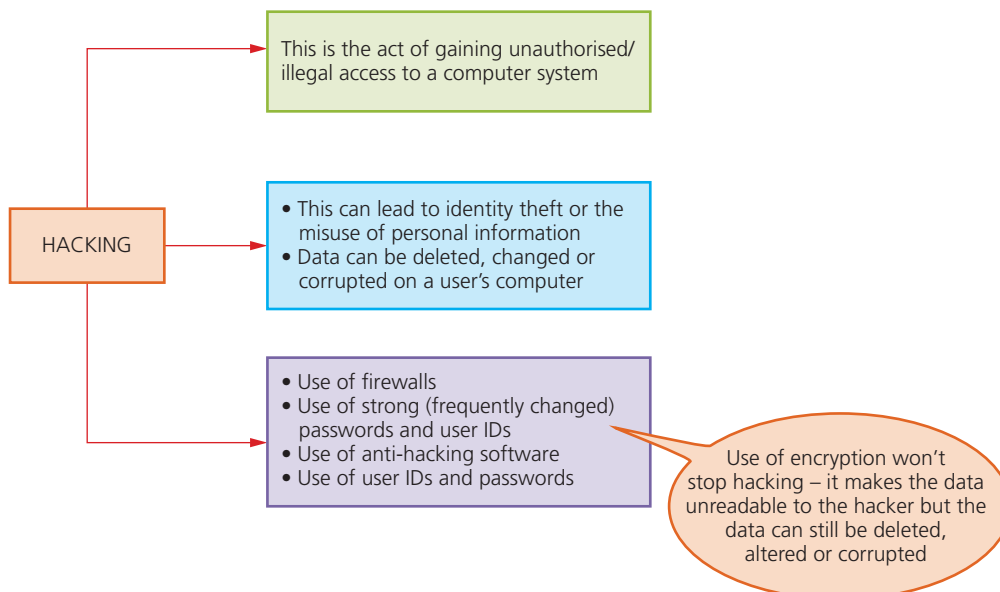 This is the act of gaining unauthorised/
illegal access to a computer system
HACKING
• This can lead to identity theft or the
misuse of personal information
• Data can be deleted, changed or
corrupted on a user’s computer
• Use of firewalls
• Use of strong (frequently changed)
passwords and user IDs
• Use of anti-hacking software
• Use of user IDs and passwords
Use of encryption won’t
stop hacking – it makes the data
unreadable to the hacker but the
data can still be deleted,
altered or corrupted